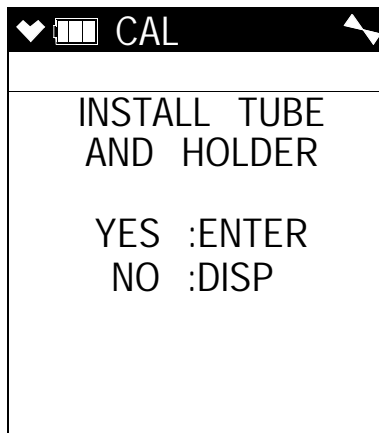 CAL
INSTALL TUBE
AND HOLDER
YES :ENTER
NO :DISP